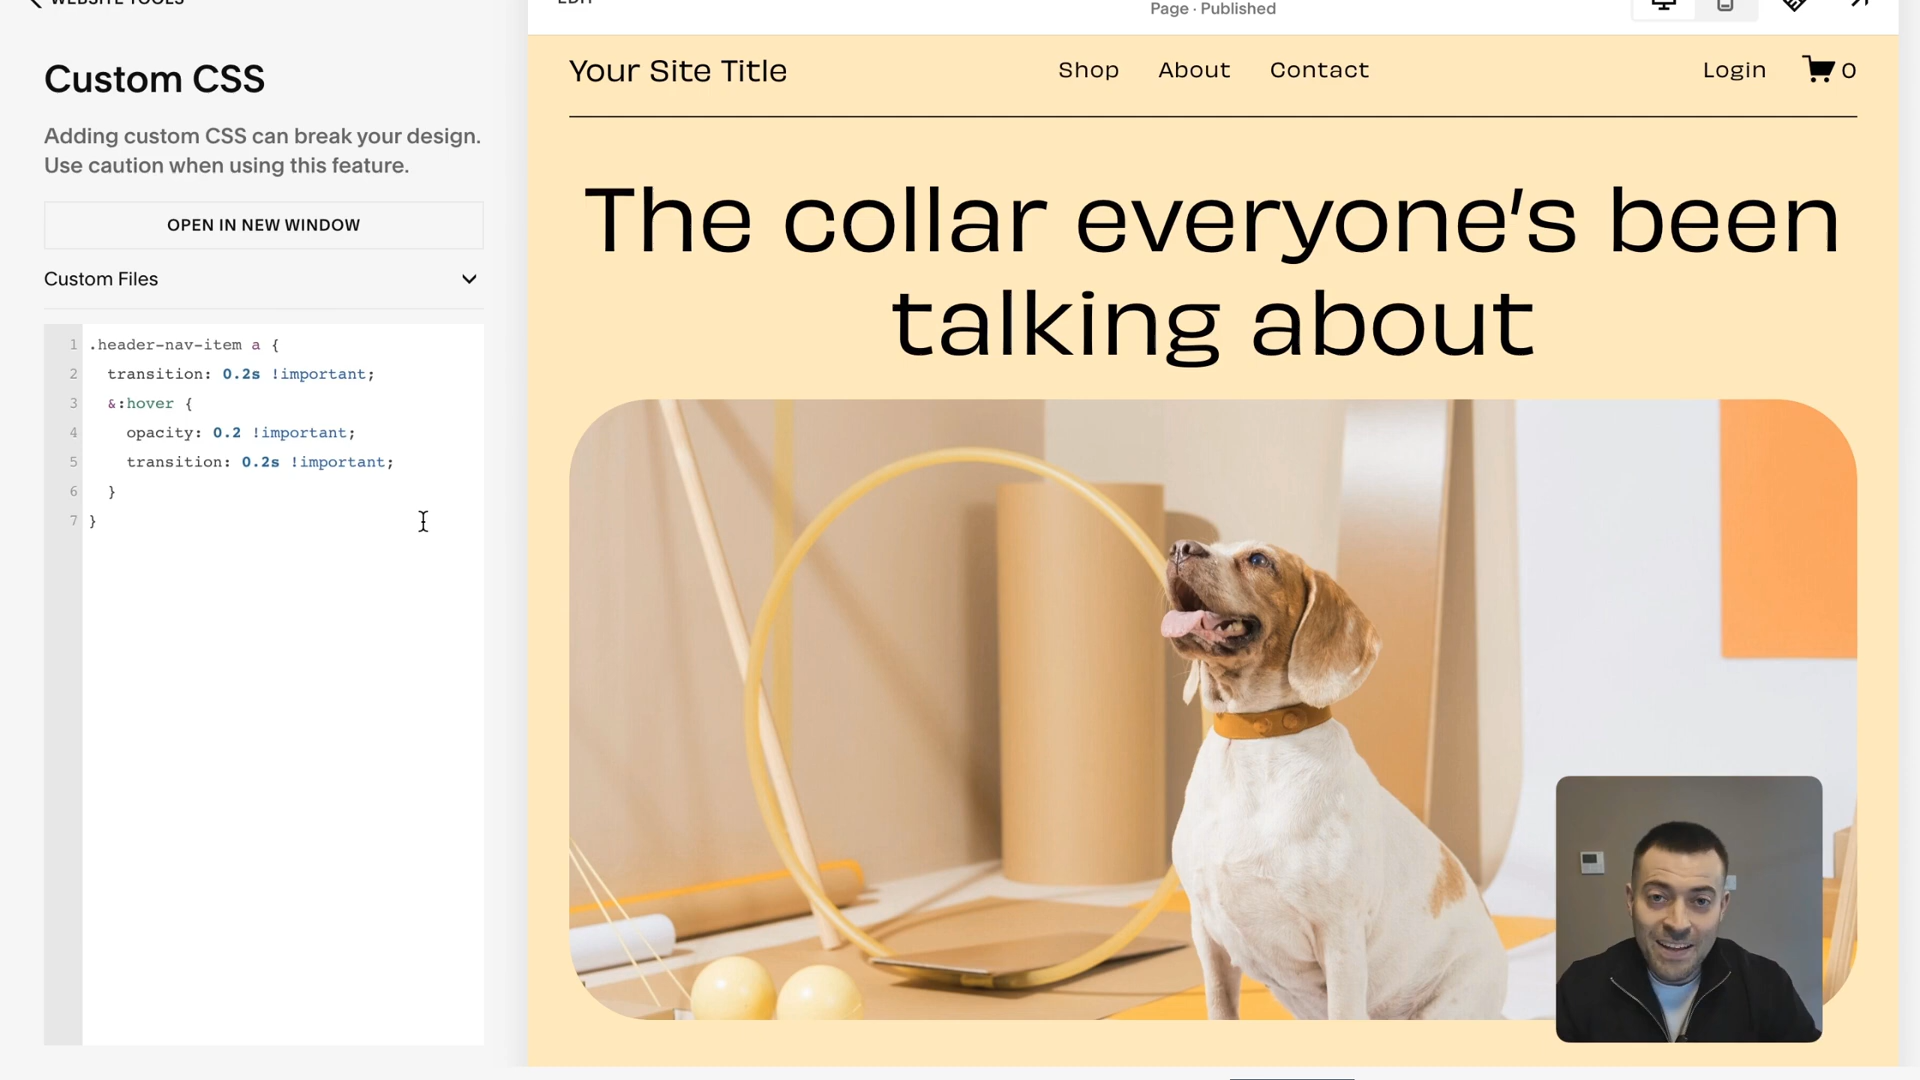 WEBSITE TOOLS
EDIT
Page · Published
Custom CSS
Adding custom CSS can break your design.
Use caution when using this feature.
OPEN IN NEW WINDOW
Custom Files
1 .header-nav-item a {
2 transition: 0.2s !important;
3 &:hover {
4 opacity: 0.2 !important;
5 transition: 0.2s !important;
6 }
7 }
Your Site Title
Shop About Contact
Login 0
The collar everyone’s been
talking about